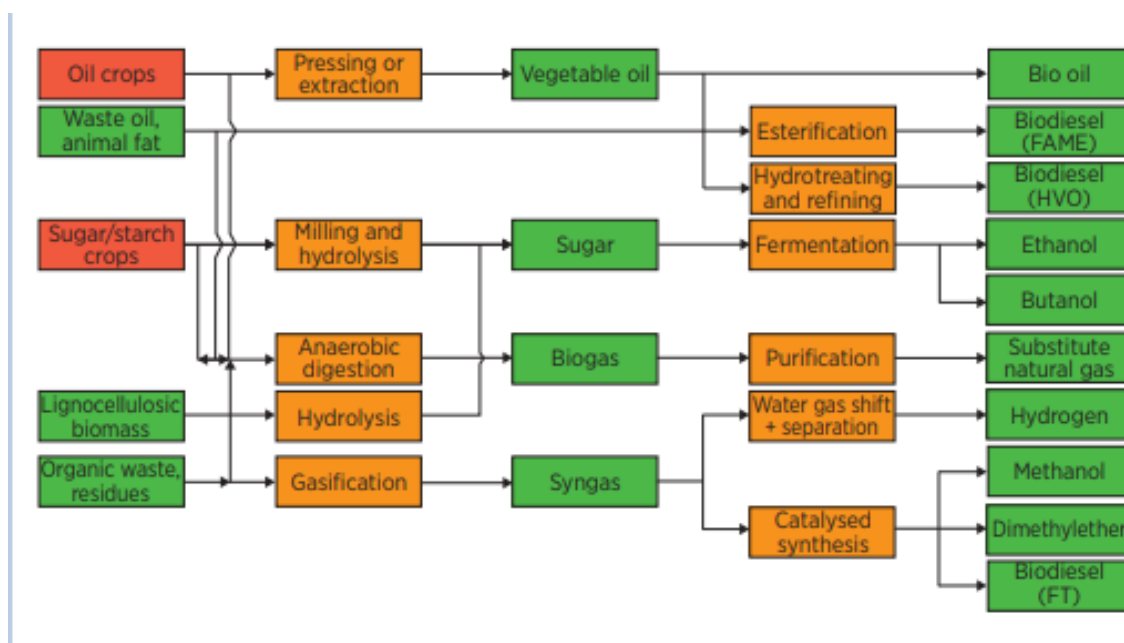 Oil crops
Pressing or
extraction
Vegetable oil
Bio oil
Waste oil,
animal fat
Esterification
Biodiesel
(FAME)
Hydrotreating
and refining
Biodiesel
(HVO)
Sugar/starch
crops
Milling and
hydrolysis
Sugar
Fermentation
Ethanol
Butanol
Anaerobic
digestion
Biogas
Purification
Substitute
natural gas
Lignocellulosic
biomass
Hydrolysis
Water gas shift
+ separation
Hydrogen
Organic waste,
residues
Gasification
Syngas
Methanol
Catalysed
synthesis
Dimethylether
Biodiesel
(FT)